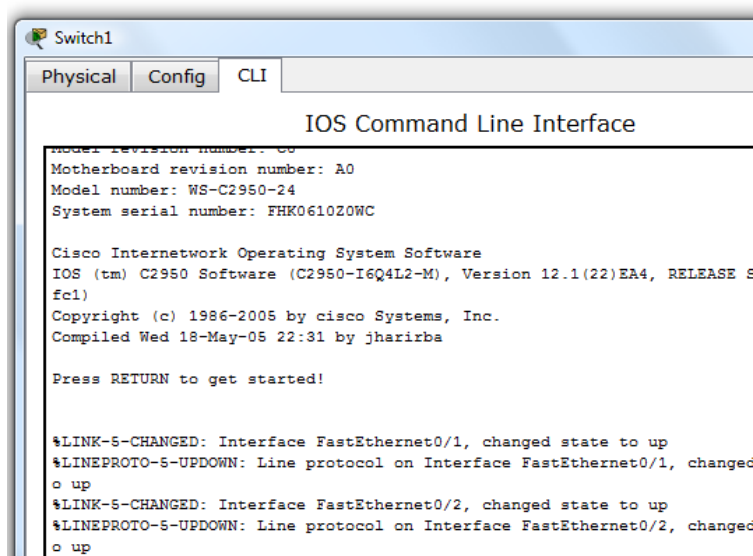 Switch1
Physical Config CLI
IOS Command Line Interface
Model revision number: C0
Motherboard revision number: A0
Model number: WS-C2950-24
System serial number: FHK0610Z0WC
Cisco Internetwork Operating System Software
IOS (tm) C2950 Software (C2950-I6Q4L2-M), Version 12.1(22)EA4, RELEASE S
fc1)
Copyright (c) 1986-2005 by cisco Systems, Inc.
Compiled Wed 18-May-05 22:31 by jharirba
Press RETURN to get started!
%LINK-5-CHANGED: Interface FastEthernet0/1, changed state to up
%LINEPROTO-5-UPDOWN: Line protocol on Interface FastEthernet0/1, changed
o up
%LINK-5-CHANGED: Interface FastEthernet0/2, changed state to up
%LINEPROTO-5-UPDOWN: Line protocol on Interface FastEthernet0/2, changed
o up